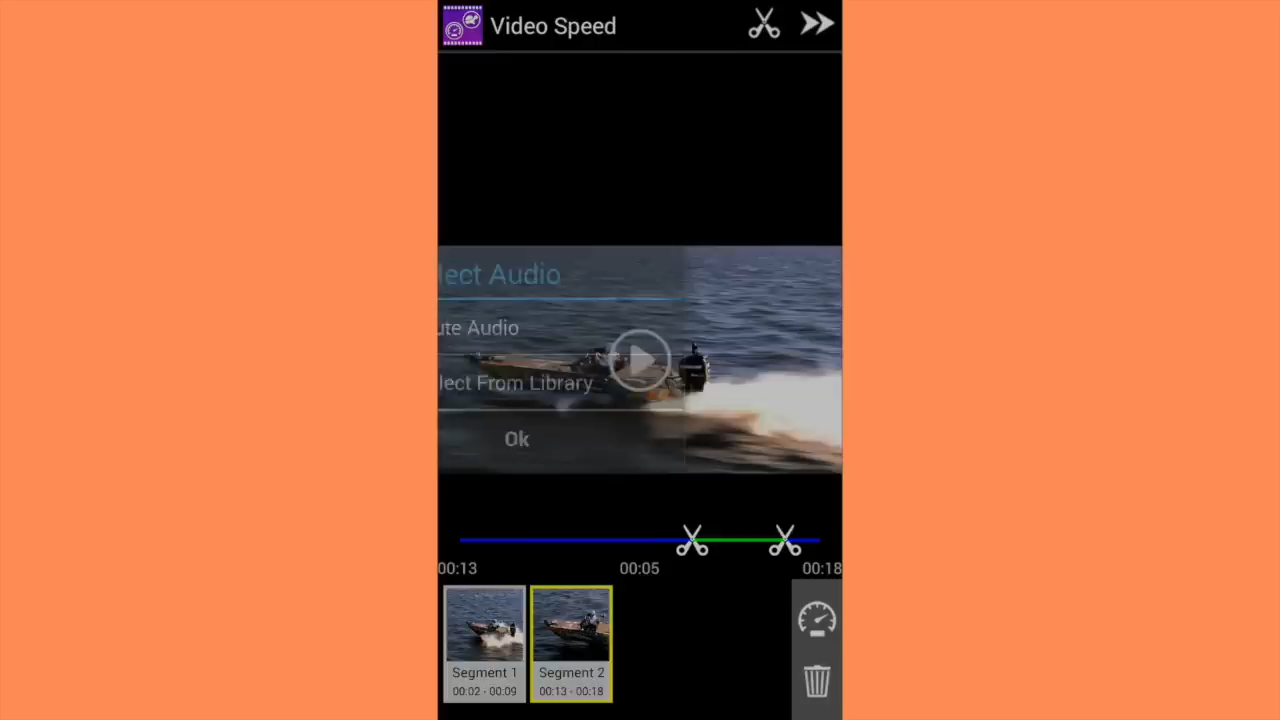 Video Speed
lect Audio
ute Audio
lect From Library
Ok
00:13 00:05 00:18
Segment 1 Segment 2
00:02 - 00:09 00:13 - 00:18